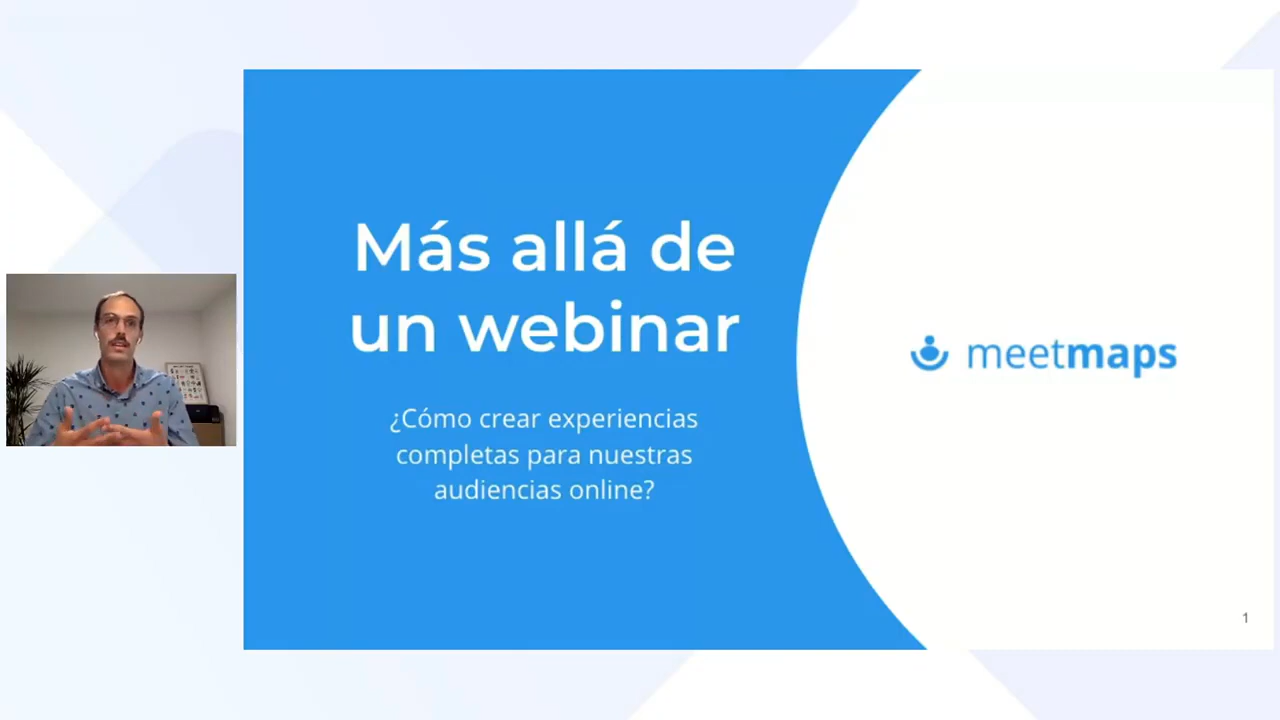 Más allá de
un webinar
¿Cómo crear experiencias
completas para nuestras
audiencias online?
meetmaps
1